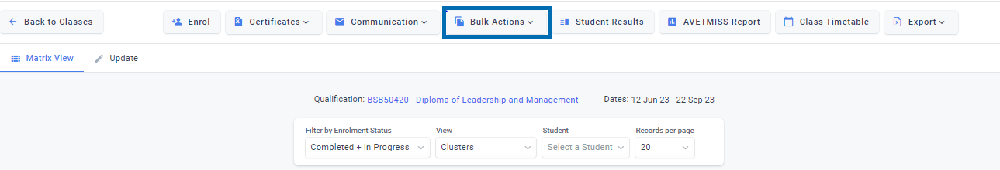 Back to Classes Enrol Certificates Communication Bulk Actions Student Results AVETMISS Report Class Timetable Export
Matrix View Update
Qualification: BSB50420 - Diploma of Leadership and Management Dates: 12 Jun 23 - 22 Sep 23
Filter by Enrolment Status View Student Records per page
Completed + In Progress Clusters Select a Student 20